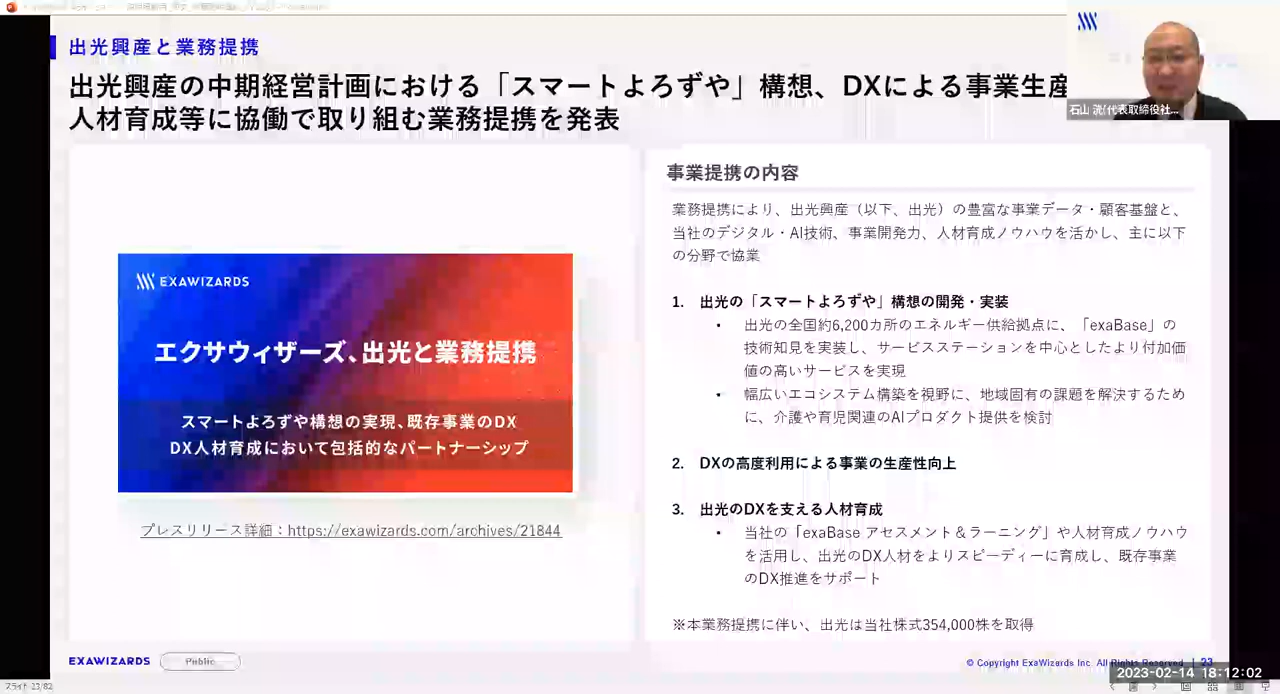 出光興産と業務提携
出光興産の中期経営計画における「スマートよろずや」構想、DXによる事業生産
人材育成等に協働で取り組む業務提携を発表
石山 洸(代表取締役社...
事業提携の内容
業務提携により、出光興産（以下、出光）の豊富な事業データ・顧客基盤と、
当社のデジタル・AI技術、事業開発力、人材育成ノウハウを活かし、主に以下
の分野で協業
1. 出光の「スマートよろずや」構想の開発・実装
・ 出光の全国約6,200カ所のエネルギー供給拠点に、「exaBase」の
技術知見を実装し、サービスステーションを中心としたより付加価
値の高いサービスを実現
・ 幅広いエコシステム構築を視野に、地域固有の課題を解決するため
に、介護や育児関連のAIプロダクト提供を検討
2. DXの高度利用による事業の生産性向上
3. 出光のDXを支える人材育成
・ 当社の「exaBase アセスメント＆ラーニング」や人材育成ノウハウ
を活用し、出光のDX人材をよりスピーディーに育成し、既存事業
のDX推進をサポート
※本業務提携に伴い、出光は当社株式354,000株を取得
EXAWIZARDS
エクサウィザーズ、出光と業務提携
スマートよろずや構想の実現、既存事業のDX
DX人材育成において包括的なパートナーシップ
プレスリリース詳細：https://exawizards.com/archives/21844
EXAWIZARDS
Public
© Copyright ExaWizards Inc. All Rights Reserved | 23
2023-02-14 18:12:02
スライド 23/82